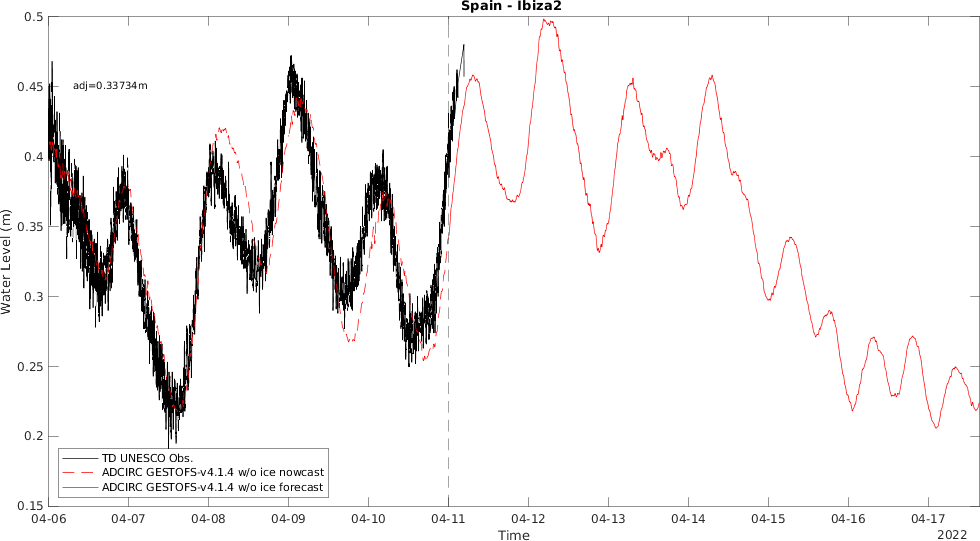 Spain - Ibiza2
0.5
0.45
0.4
0.35
0.3
0.25
0.2
0.15
Water Level (m)
adj=0.33734m
TD UNESCO Obs.
ADCIRC GESTOFS-v4.1.4 w/o ice nowcast
ADCIRC GESTOFS-v4.1.4 w/o ice forecast
04-06 04-07 04-08 04-09 04-10 04-11 04-12 04-13 04-14 04-15 04-16 04-17
Time
2022